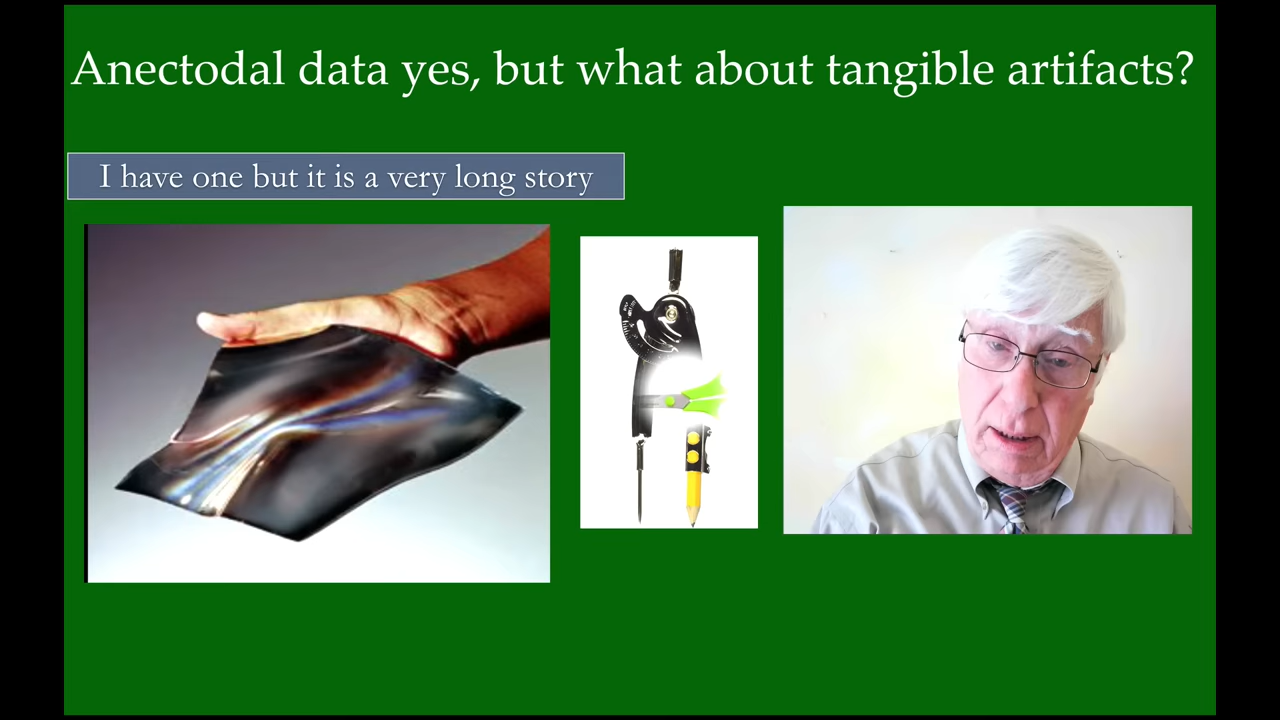 Anectodal data yes, but what about tangible artifacts?
I have one but it is a very long story